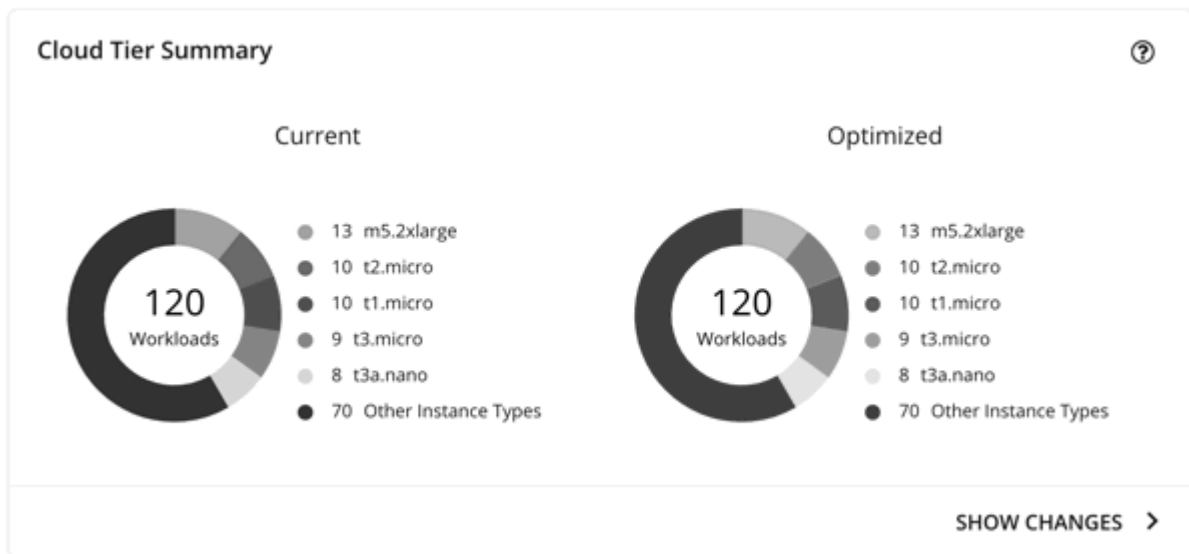 Cloud Tier Summary
?
Current
120
Workloads
13 m5.2xlarge
10 t2.micro
10 t1.micro
9 t3.micro
8 t3a.nano
70 Other Instance Types
Optimized
120
Workloads
13 m5.2xlarge
10 t2.micro
10 t1.micro
9 t3.micro
8 t3a.nano
70 Other Instance Types
SHOW CHANGES